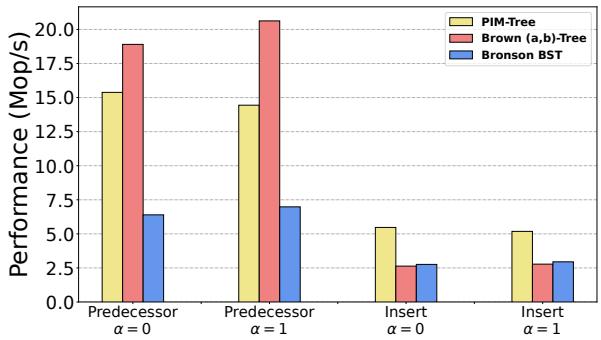 Performance (Mop/s)
20.0
17.5
15.0
12.5
10.0
7.5
5.0
2.5
0.0
PIM-Tree
Brown (a,b)-Tree
Bronson BST
Predecessor
α = 0
Predecessor
α = 1
Insert
α = 0
Insert
α = 1